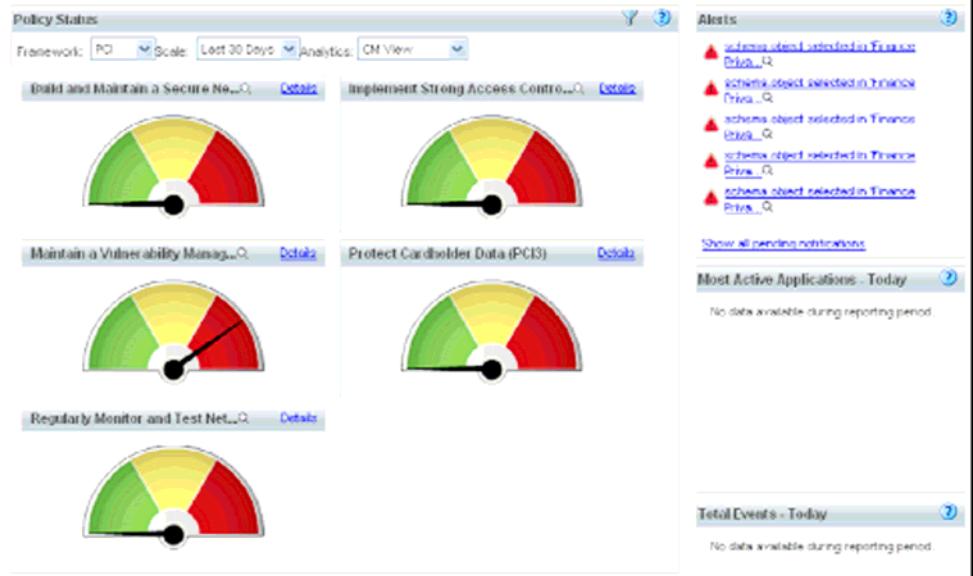 Policy Status
Framework: PCI Scale: Last 30 Days Analytics: CM View
Build and Maintain a Secure Ne... Details
Implement Strong Access Contro... Details
Maintain a Vulnerability Manag... Details
Protect Cardholder Data (PCI3) Details
Regularly Monitor and Test Net... Details
Alerts
schema object selected in 'Finance
Priva...
schema object selected in 'Finance
Priva...
schema object selected in 'Finance
Priva...
schema object selected in 'Finance
Priva...
schema object selected in 'Finance
Priva...
Show all pending notifications
Most Active Applications - Today
No data available during reporting period.
Total Events - Today
No data available during reporting period.